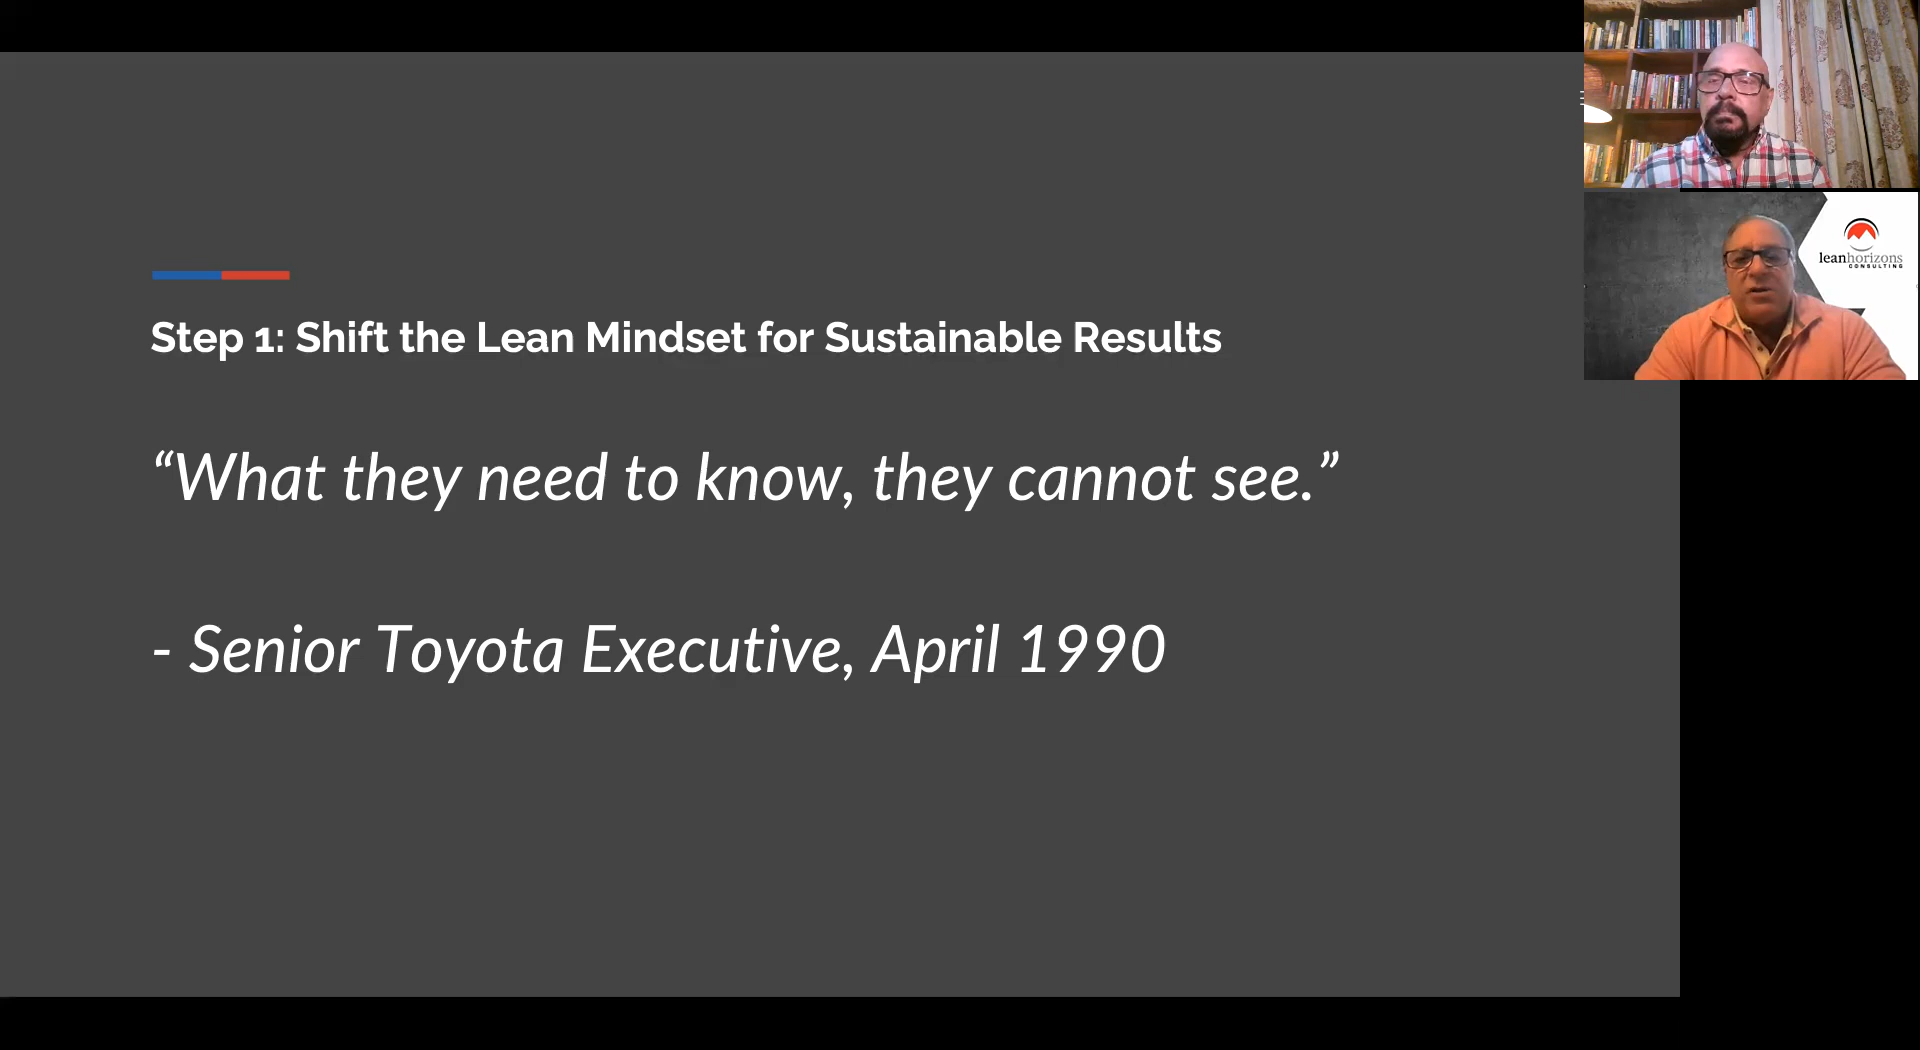 Step 1: Shift the Lean Mindset for Sustainable Results
“What they need to know, they cannot see.”
- Senior Toyota Executive, April 1990
leanhorizons
CONSULTING